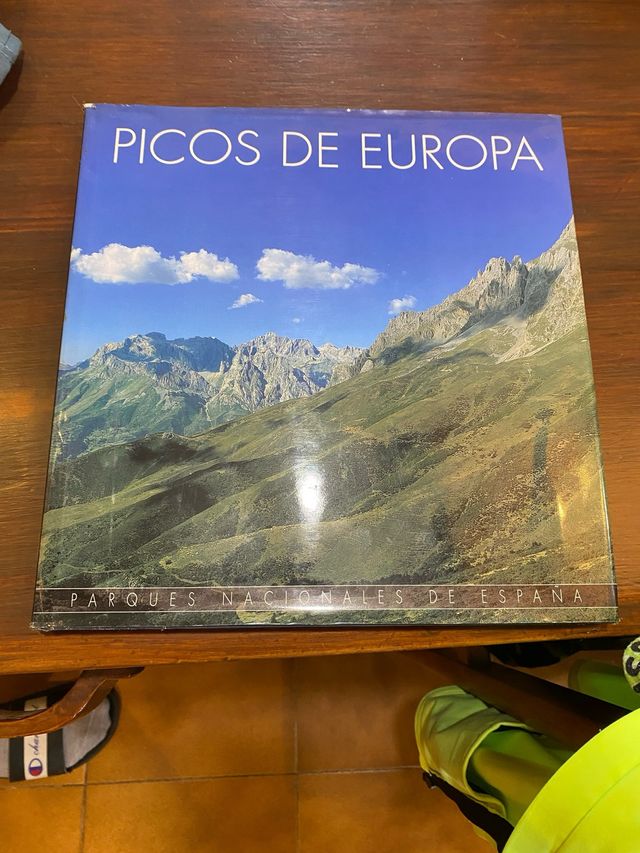 PICOS DE EUROPA
PARQUES NACIONALES DE ESPAÑA